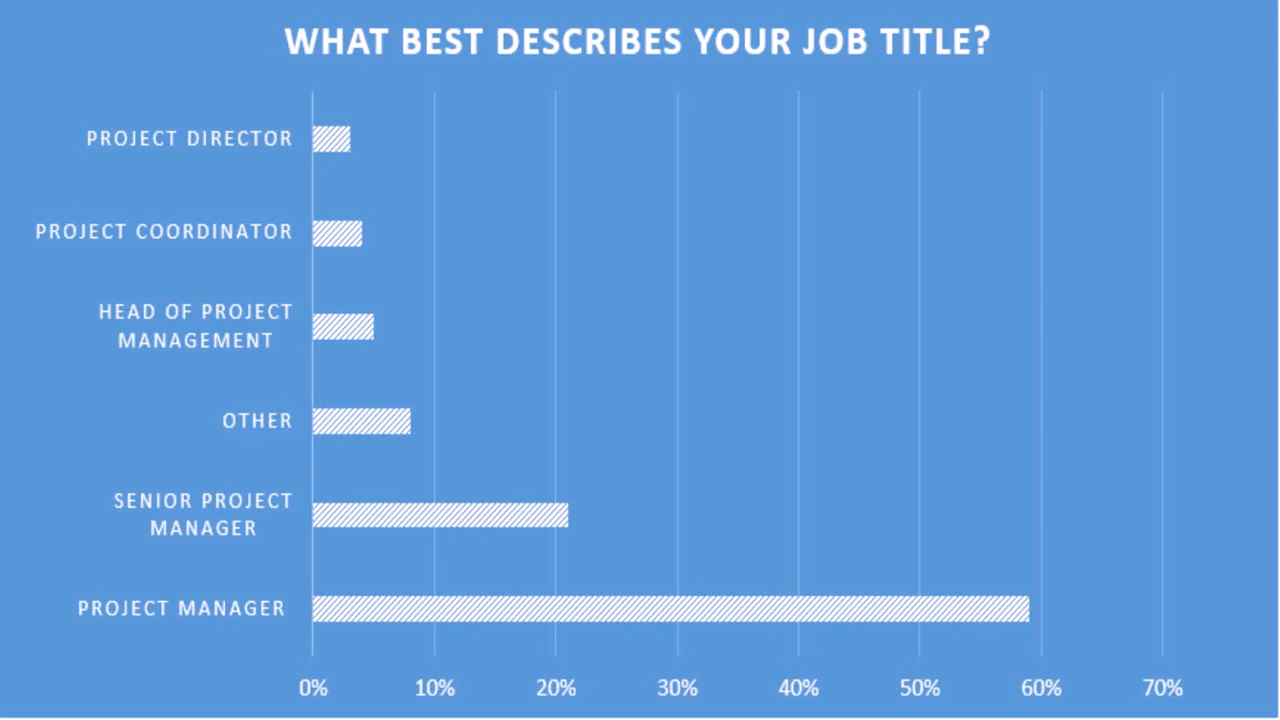 WHAT BEST DESCRIBES YOUR JOB TITLE?
PROJECT DIRECTOR
PROJECT COORDINATOR
HEAD OF PROJECT
MANAGEMENT
OTHER
SENIOR PROJECT
MANAGER
PROJECT MANAGER
0% 10% 20% 30% 40% 50% 60% 70%